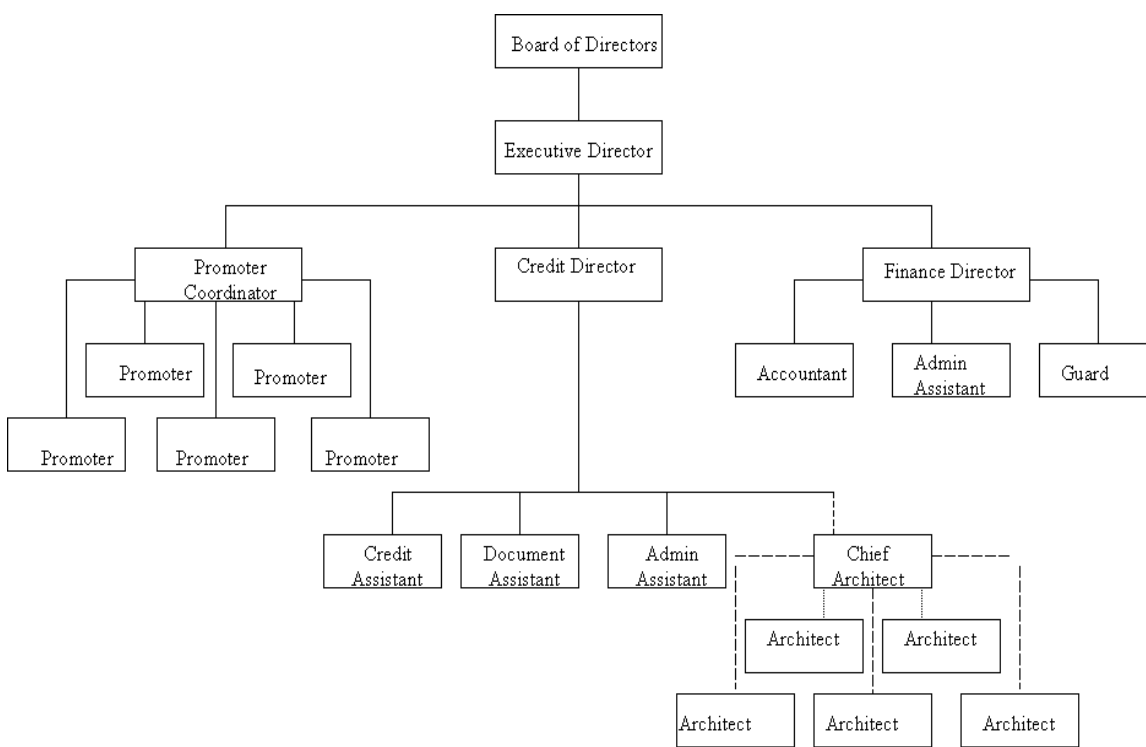 Board of Directors
Executive Director
Promoter
Coordinator
Credit Director
Finance Director
Promoter
Promoter
Accountant
Admin
Assistant
Guard
Promoter
Promoter
Promoter
Credit
Assistant
Document
Assistant
Admin
Assistant
Chief
Architect
Architect
Architect
Architect
Architect
Architect